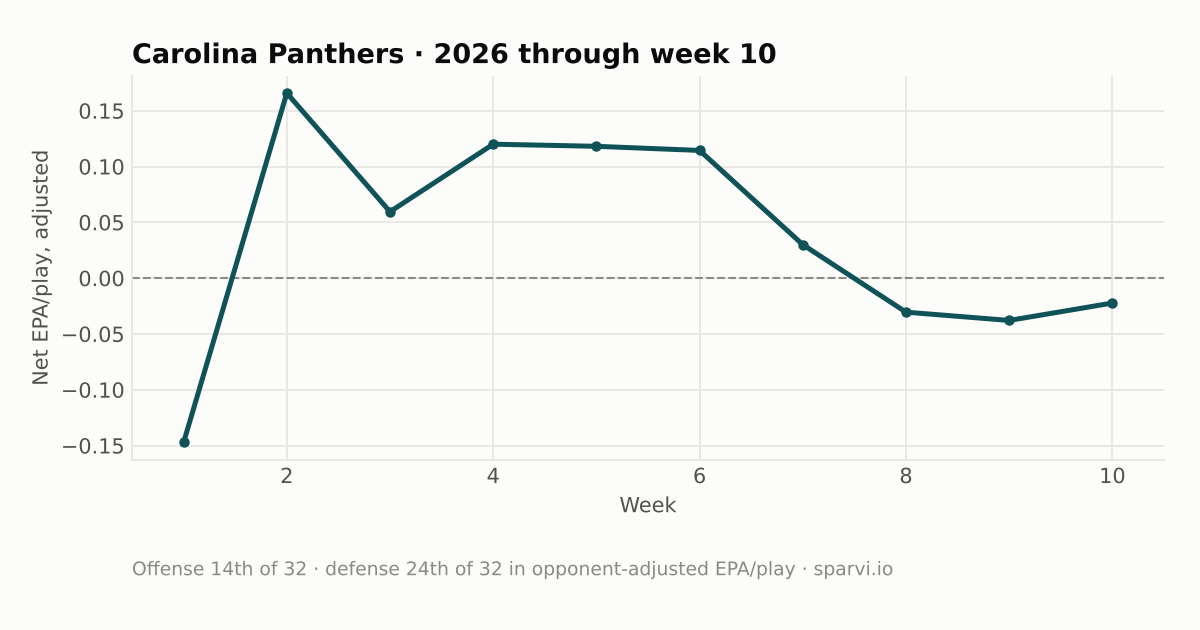 Carolina Panthers · 2026 through week 10
Net EPA/play, adjusted
0.15
0.10
0.05
0.00
−0.05
−0.10
−0.15
2 4 6 8 10
Week
Offense 14th of 32 · defense 24th of 32 in opponent-adjusted EPA/play · sparvi.io